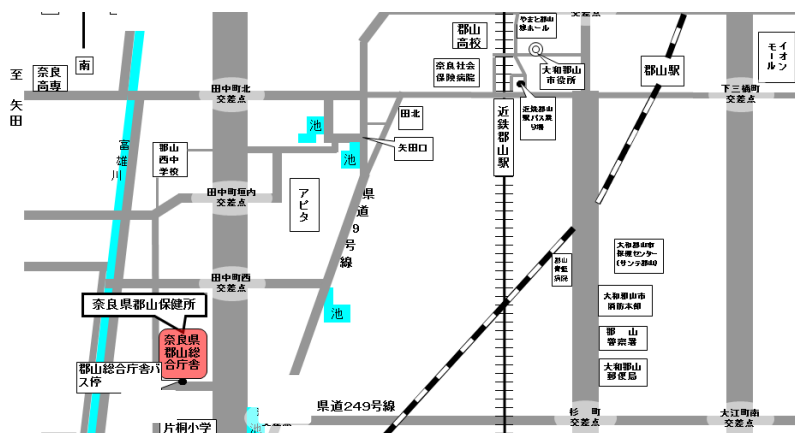 交差点
やまと郡山
城ホール
郡山
高校
イオン
モール
南
至
矢田
奈良
高専
奈良社会
保険病院
大和郡山
市役所
郡山駅
田中町北
交差点
下三橋町
交差点
近鉄郡山
駅バス乗
り場
近鉄郡山駅
田北
池
矢田口
池
富雄川
郡山
西中
学校
田中町垣内
交差点
アピタ
県道9号線
大和郡山市
保健センター
(サンテ郡山)
郡山
青藍
病院
田中町西
交差点
奈良県郡山保健所
池
大和郡山市
消防本部
奈良県
郡山総
合庁舎
郡山
警察署
郡山総合庁舎バ
ス停
大和郡山
郵便局
県道249号線
池
杉町
交差点
大江町南
交差点
片桐小学